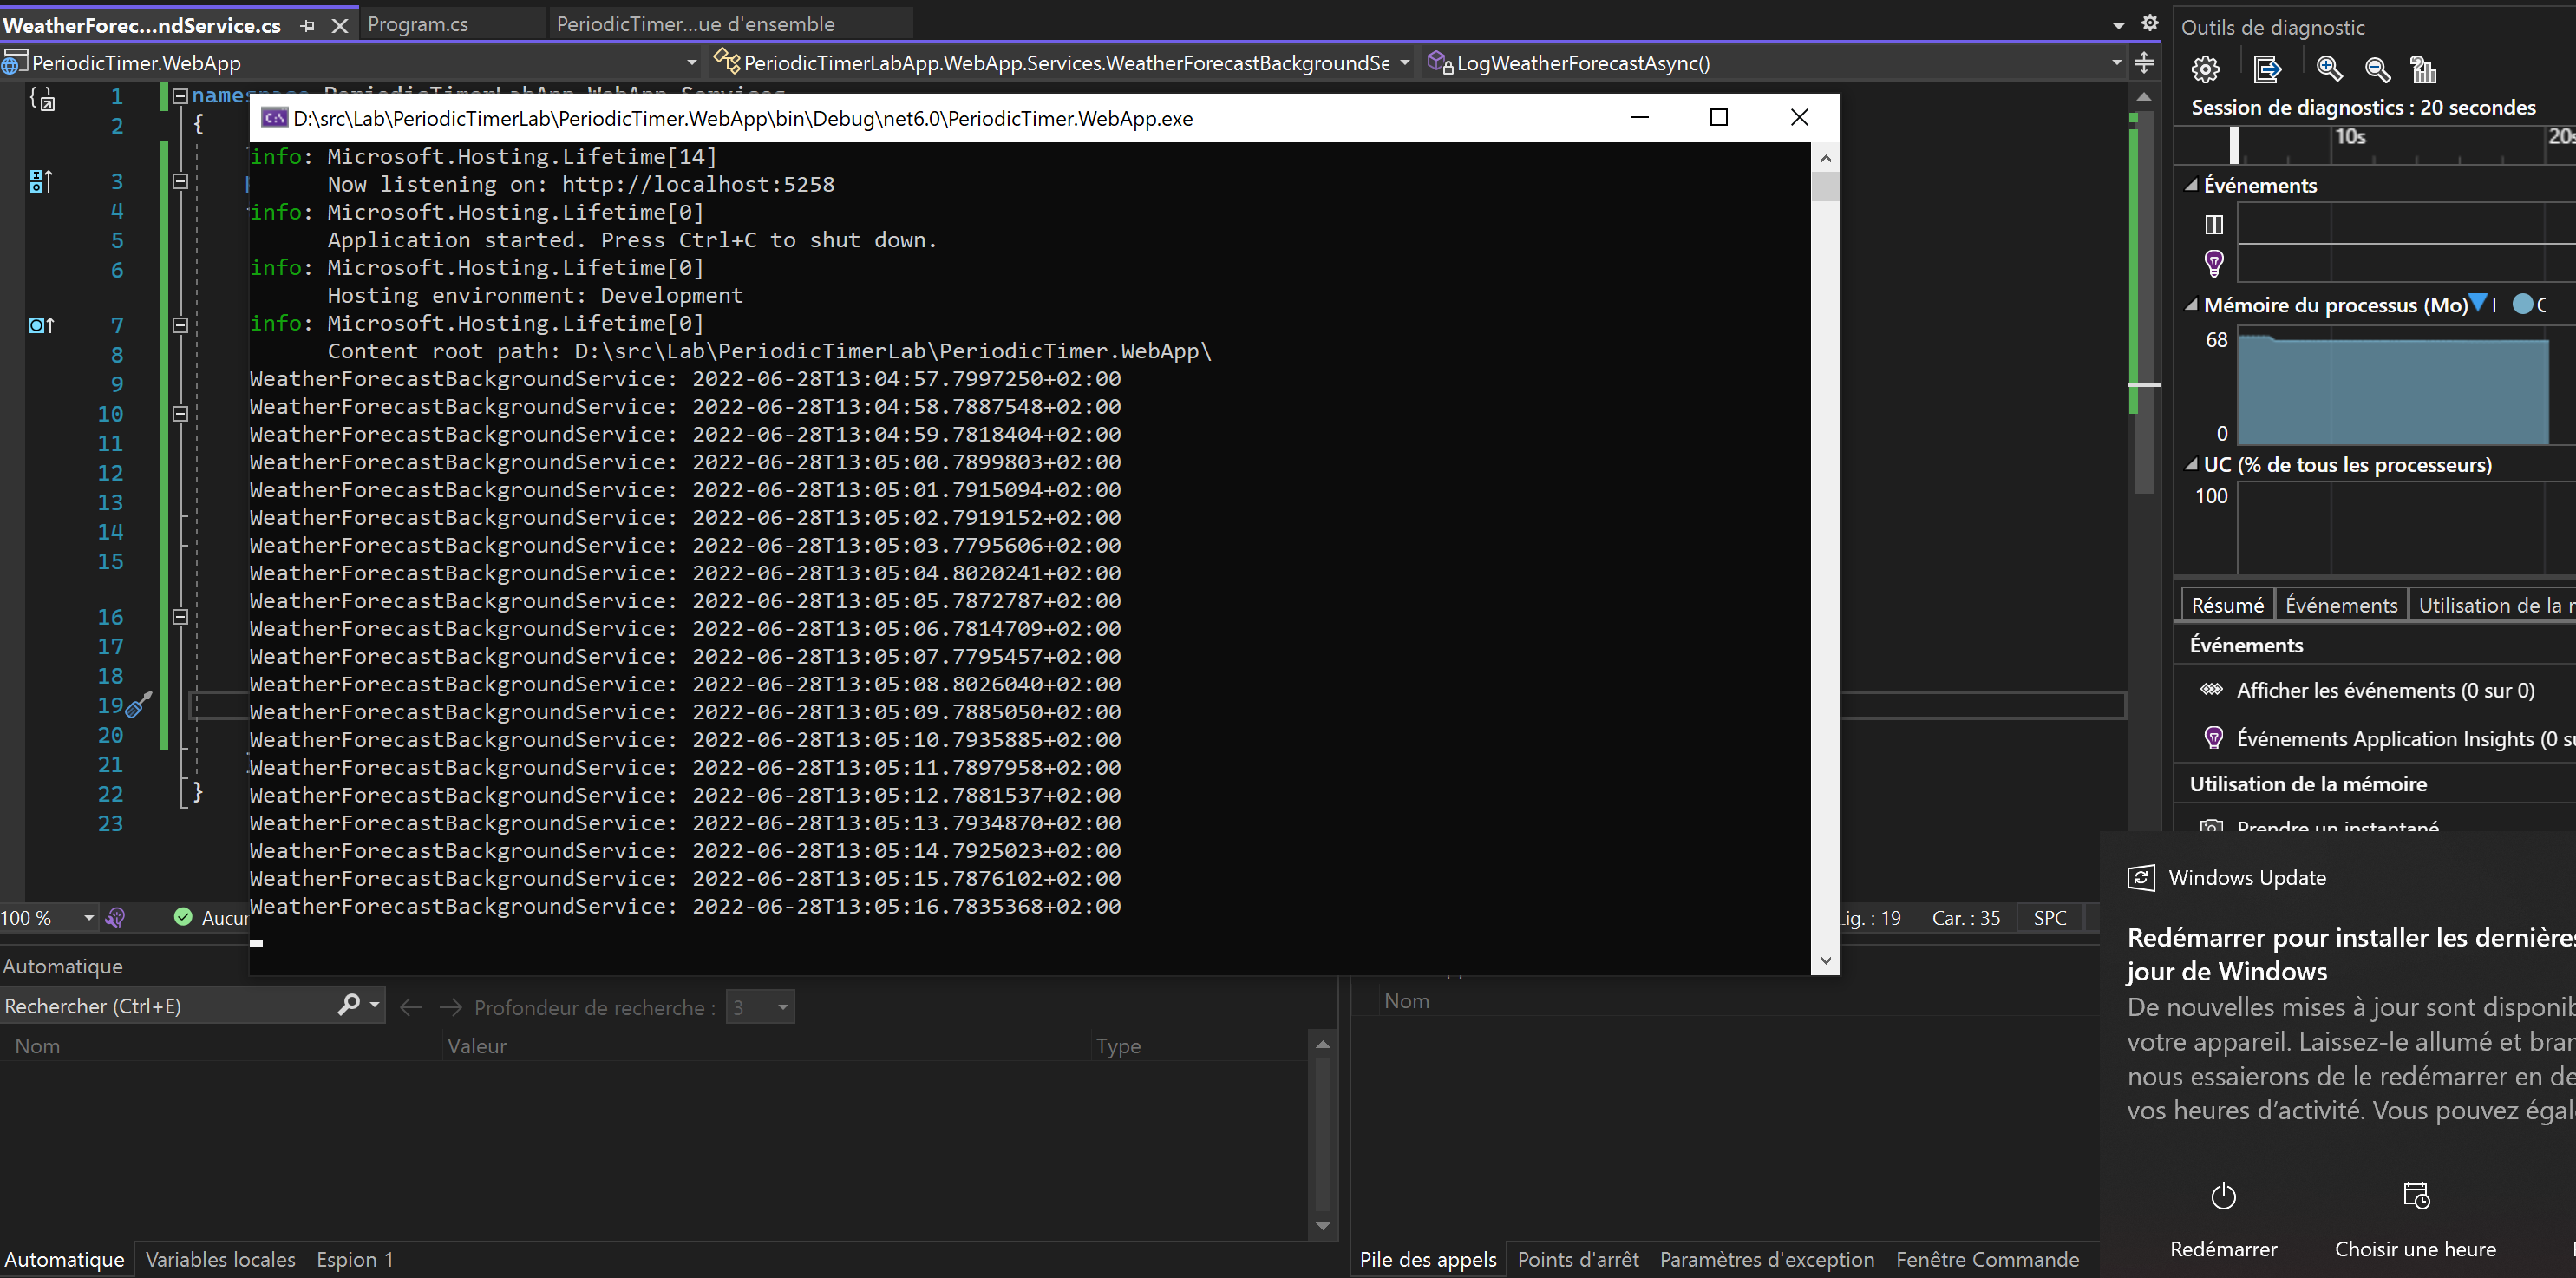 WeatherForec...ndService.cs
Program.cs
PeriodicTimer...ue d'ensemble
PeriodicTimer.WebApp
PeriodicTimerLabApp.WebApp.Services.WeatherForecastBackgroundSe
LogWeatherForecastAsync()
1
2
{
3
4
5
6
7
8
9
10
11
12
13
14
15
16
17
18
19
20
21
22
}
23
D:\src\Lab\PeriodicTimerLab\PeriodicTimer.WebApp\bin\Debug\net6.0\PeriodicTimer.WebApp.exe
info: Microsoft.Hosting.Lifetime[14]
Now listening on: http://localhost:5258
info: Microsoft.Hosting.Lifetime[0]
Application started. Press Ctrl+C to shut down.
info: Microsoft.Hosting.Lifetime[0]
Hosting environment: Development
info: Microsoft.Hosting.Lifetime[0]
Content root path: D:\src\Lab\PeriodicTimerLab\PeriodicTimer.WebApp\
WeatherForecastBackgroundService: 2022-06-28T13:04:57.7997250+02:00
WeatherForecastBackgroundService: 2022-06-28T13:04:58.7887548+02:00
WeatherForecastBackgroundService: 2022-06-28T13:04:59.7818404+02:00
WeatherForecastBackgroundService: 2022-06-28T13:05:00.7899803+02:00
WeatherForecastBackgroundService: 2022-06-28T13:05:01.7915094+02:00
WeatherForecastBackgroundService: 2022-06-28T13:05:02.7919152+02:00
WeatherForecastBackgroundService: 2022-06-28T13:05:03.7795606+02:00
WeatherForecastBackgroundService: 2022-06-28T13:05:04.8020241+02:00
WeatherForecastBackgroundService: 2022-06-28T13:05:05.7872787+02:00
WeatherForecastBackgroundService: 2022-06-28T13:05:06.7814709+02:00
WeatherForecastBackgroundService: 2022-06-28T13:05:07.7795457+02:00
WeatherForecastBackgroundService: 2022-06-28T13:05:08.8026040+02:00
WeatherForecastBackgroundService: 2022-06-28T13:05:09.7885050+02:00
WeatherForecastBackgroundService: 2022-06-28T13:05:10.7935885+02:00
WeatherForecastBackgroundService: 2022-06-28T13:05:11.7897958+02:00
WeatherForecastBackgroundService: 2022-06-28T13:05:12.7881537+02:00
WeatherForecastBackgroundService: 2022-06-28T13:05:13.7934870+02:00
WeatherForecastBackgroundService: 2022-06-28T13:05:14.7925023+02:00
WeatherForecastBackgroundService: 2022-06-28T13:05:15.7876102+02:00
WeatherForecastBackgroundService: 2022-06-28T13:05:16.7835368+02:00
100 %
Aucur
Lig. : 19 Car. : 35 SPC
Automatique
Rechercher (Ctrl+E)
Profondeur de recherche : 3
Nom Valeur Type
Automatique Variables locales Espion 1
Nom
Pile des appels Points d'arrêt Paramètres d'exception Fenêtre Commande
Outils de diagnostic
Session de diagnostics : 20 secondes
10s 20s
Événements
Mémoire du processus (Mo)
68
0
UC (% de tous les processeurs)
100
Résumé Événements Utilisation de la
Événements
Afficher les événements (0 sur 0)
Événements Application Insights (0
Utilisation de la mémoire
Prendre un instantané
Windows Update
Redémarrer pour installer les dernières
jour de Windows
De nouvelles mises à jour sont disponib
votre appareil. Laissez-le allumé et bran
nous essaierons de le redémarrer en de
vos heures d’activité. Vous pouvez égal
Redémarrer
Choisir une heure